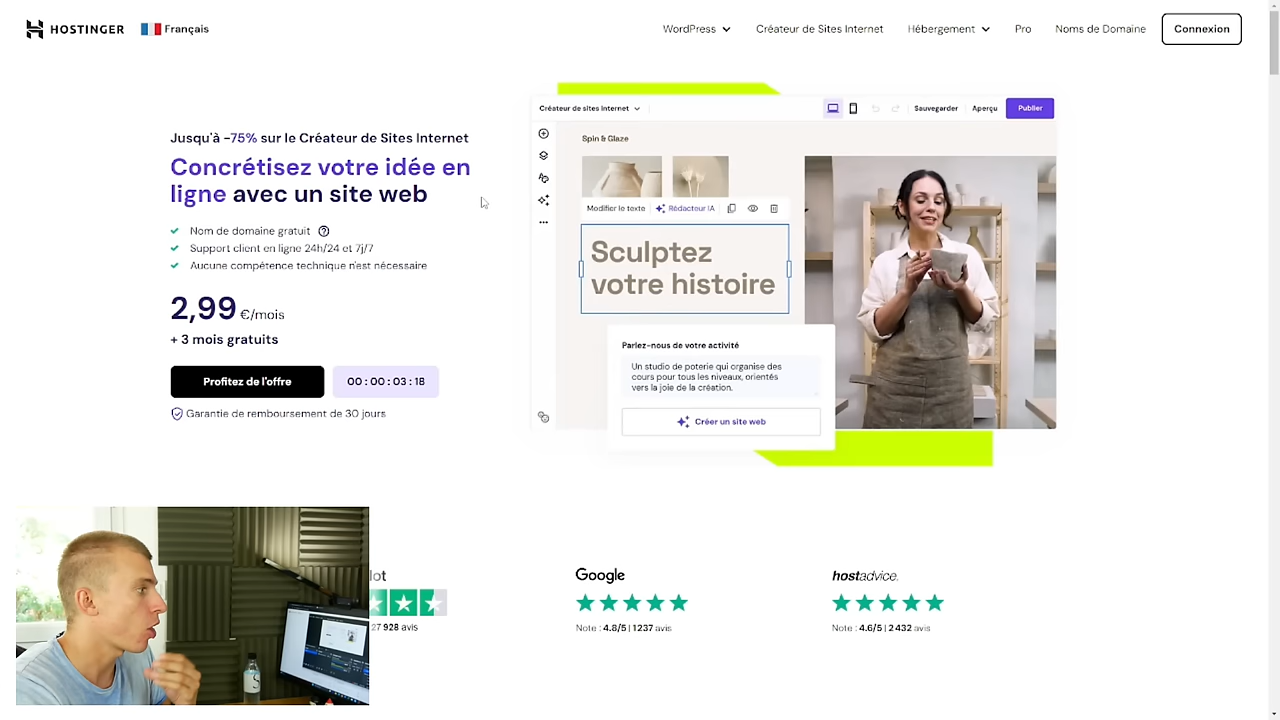 HOSTINGER
Français
WordPress
Créateur de Sites Internet
Hébergement
Pro
Noms de Domaine
Connexion
Jusqu'à -75% sur le Créateur de Sites Internet
Concrétisez votre idée en
ligne avec un site web
Nom de domaine gratuit
Support client en ligne 24h/24 et 7j/7
Aucune compétence technique n'est nécessaire
2,99 €/mois
+ 3 mois gratuits
Profitez de l'offre
00 : 00 : 03 : 18
Garantie de remboursement de 30 jours
Créateur de sites Internet
Sauvegarder
Aperçu
Publier
Spin & Glaze
Modifier le texte
Rédacteur IA
Sculptez
votre histoire
Parlez-nous de votre activité
Un studio de poterie qui organise des
cours pour tous les niveaux, orientés
vers la joie de la création.
Créer un site web
lot
27 928 avis
Google
Note : 4.8/5 | 1 237 avis
hostadvice.
Note : 4.6/5 | 2 432 avis